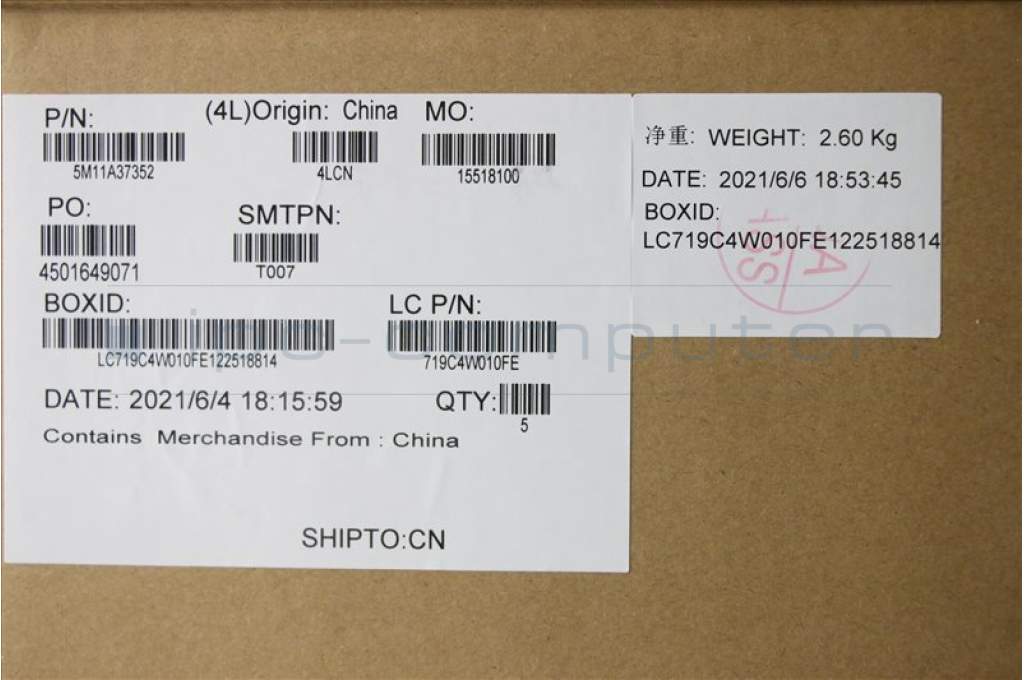 P/N:
5M11A37352
(4L)Origin: China
4LCN
MO:
15518100
PO:
4501649071
SMTPN:
T007
BOXID:
LC719C4W010FE122518814
LC P/N:
719C4W010FE
DATE: 2021/6/4 18:15:59
QTY:
5
Contains Merchandise From : China
SHIPTO:CN
净重: WEIGHT: 2.60 Kg
DATE: 2021/6/6 18:53:45
BOXID:
LC719C4W010FE122518814
ipc-computer